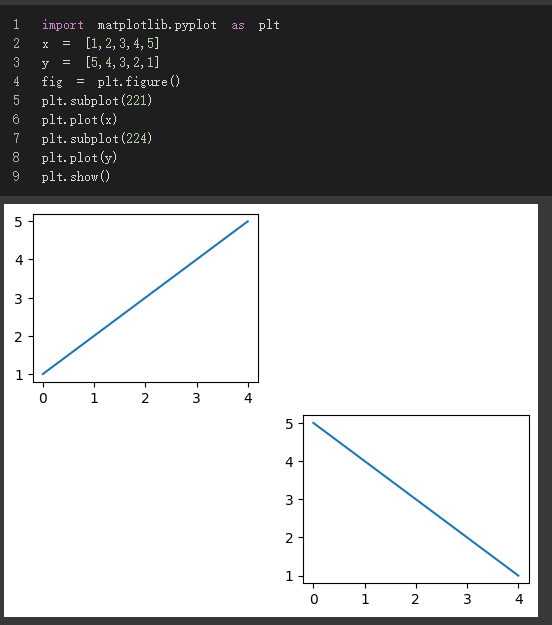 1 import matplotlib.pyplot as plt
2 x = [1,2,3,4,5]
3 y = [5,4,3,2,1]
4 fig = plt.figure()
5 plt.subplot(221)
6 plt.plot(x)
7 plt.subplot(224)
8 plt.plot(y)
9 plt.show()
5
4
3
2
1
0 1 2 3 4
5
4
3
2
1
0 1 2 3 4